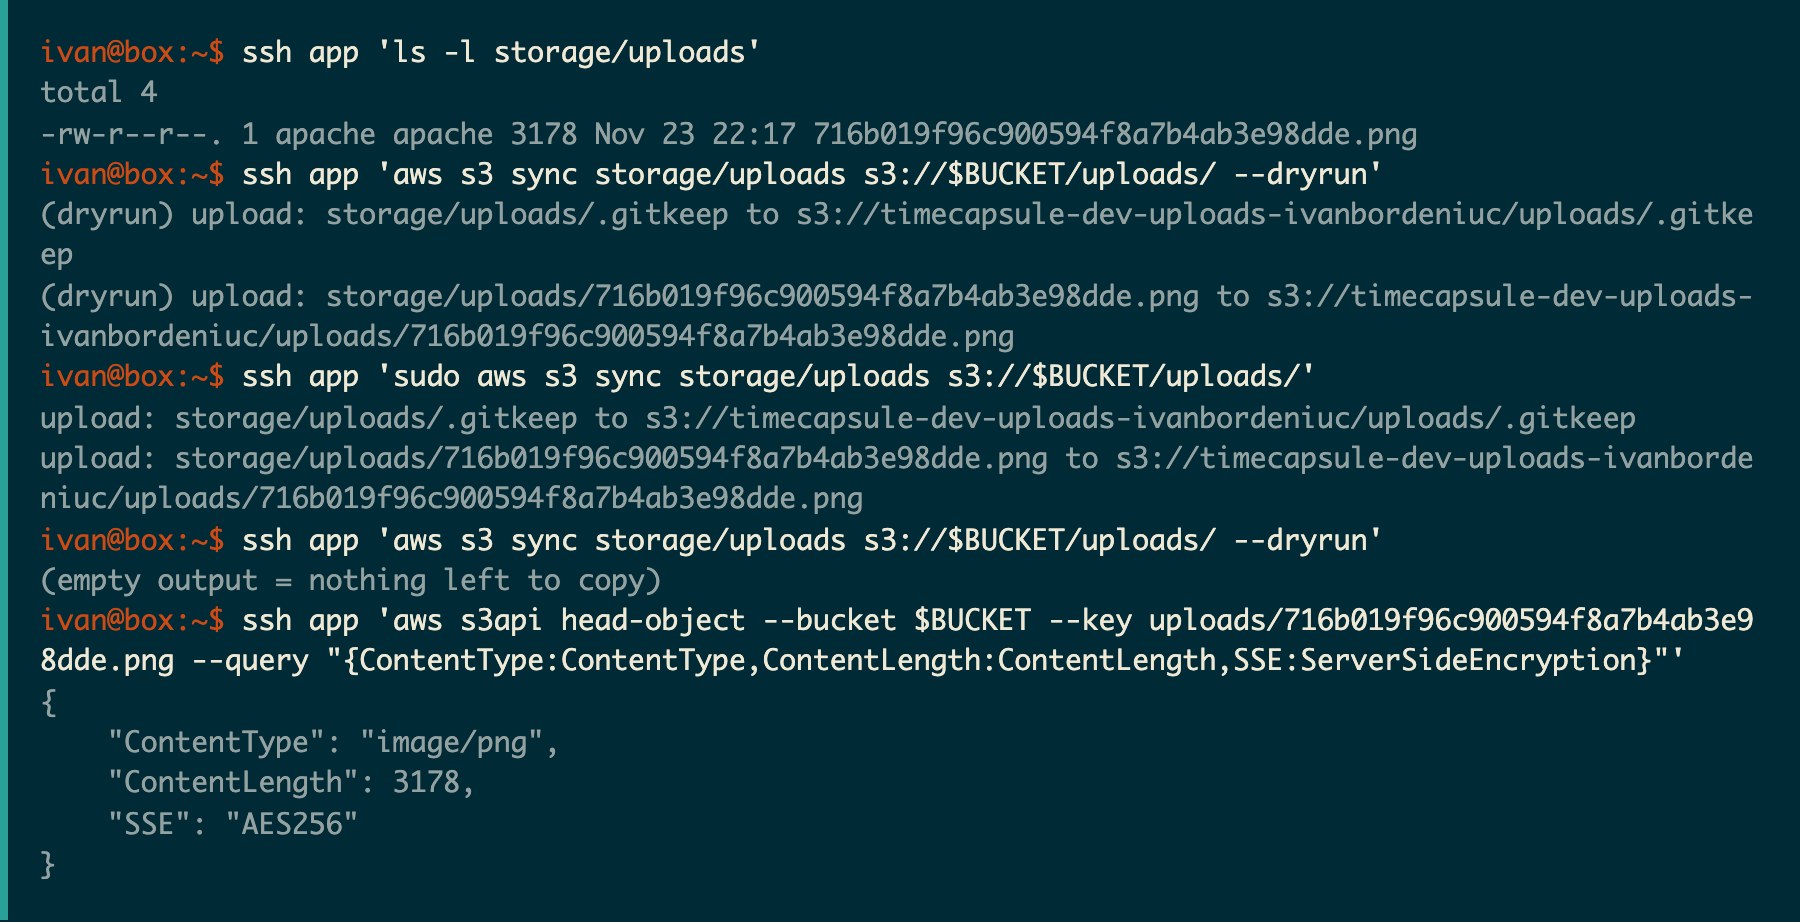 ivan@box:~$ ssh app 'ls -l storage/uploads'
total 4
-rw-r--r--. 1 apache apache 3178 Nov 23 22:17 716b019f96c900594f8a7b4ab3e98dde.png
ivan@box:~$ ssh app 'aws s3 sync storage/uploads s3://$BUCKET/uploads/ --dryrun'
(dryrun) upload: storage/uploads/.gitkeep to s3://timecapsule-dev-uploads-ivanbordeniuc/uploads/.gitke
ep
(dryrun) upload: storage/uploads/716b019f96c900594f8a7b4ab3e98dde.png to s3://timecapsule-dev-uploads-
ivanbordeniuc/uploads/716b019f96c900594f8a7b4ab3e98dde.png
ivan@box:~$ ssh app 'sudo aws s3 sync storage/uploads s3://$BUCKET/uploads/'
upload: storage/uploads/.gitkeep to s3://timecapsule-dev-uploads-ivanbordeniuc/uploads/.gitkeep
upload: storage/uploads/716b019f96c900594f8a7b4ab3e98dde.png to s3://timecapsule-dev-uploads-ivanborde
niuc/uploads/716b019f96c900594f8a7b4ab3e98dde.png
ivan@box:~$ ssh app 'aws s3 sync storage/uploads s3://$BUCKET/uploads/ --dryrun'
(empty output = nothing left to copy)
ivan@box:~$ ssh app 'aws s3api head-object --bucket $BUCKET --key uploads/716b019f96c900594f8a7b4ab3e9
8dde.png --query "{ContentType:ContentType,ContentLength:ContentLength,SSE:ServerSideEncryption}"'
{
    "ContentType": "image/png",
    "ContentLength": 3178,
    "SSE": "AES256"
}